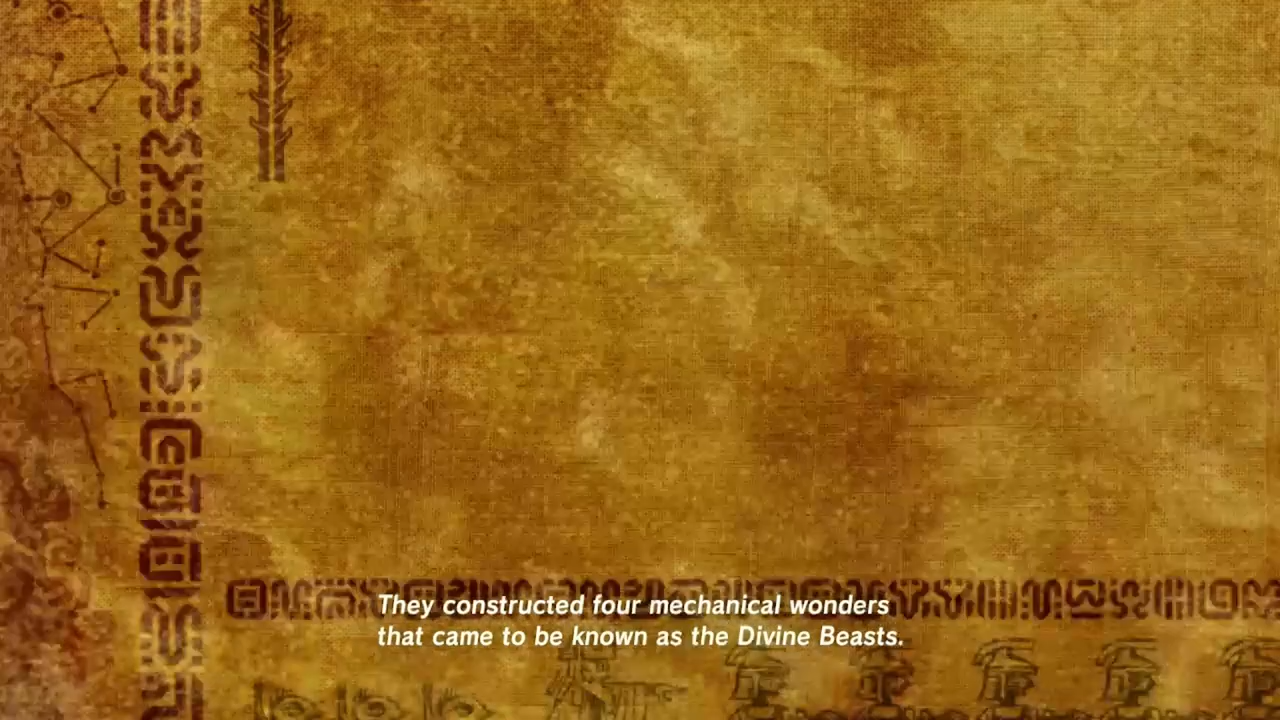 They constructed four mechanical wonders
that came to be known as the Divine Beasts.